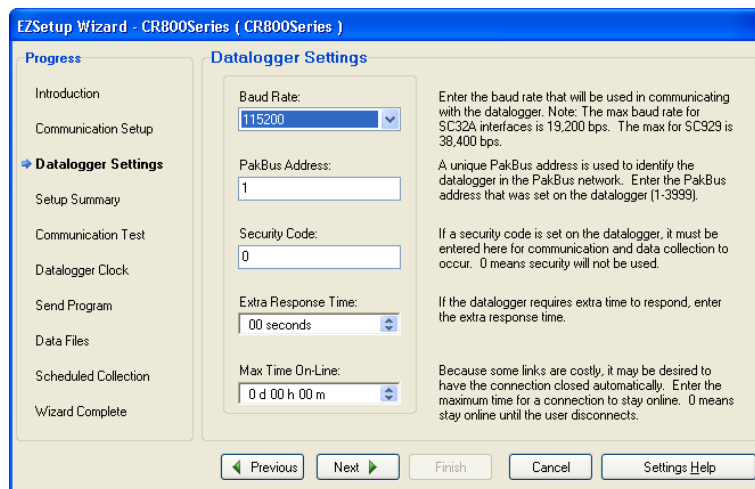 EZSetup Wizard - CR800Series ( CR800Series )
Progress
Introduction
Communication Setup
Datalogger Settings
Setup Summary
Communication Test
Datalogger Clock
Send Program
Data Files
Scheduled Collection
Wizard Complete
Datalogger Settings
Baud Rate:
115200
Enter the baud rate that will be used in communicating
with the datalogger. Note: The max baud rate for
SC32A interfaces is 19,200 bps. The max for SC929 is
38,400 bps.
PakBus Address:
1
A unique PakBus address is used to identify the
datalogger in the PakBus network. Enter the PakBus
address that was set on the datalogger (1-3999).
Security Code:
0
If a security code is set on the datalogger, it must be
entered here for communication and data collection to
occur. 0 means security will not be used.
Extra Response Time:
00 seconds
If the datalogger requires extra time to respond, enter
the extra response time.
Max Time On-Line:
0 d 00 h 00 m
Because some links are costly, it may be desired to
have the connection closed automatically. Enter the
maximum time for a connection to stay online. 0 means
stay online until the user disconnects.
Previous
Next
Finish
Cancel
Settings Help